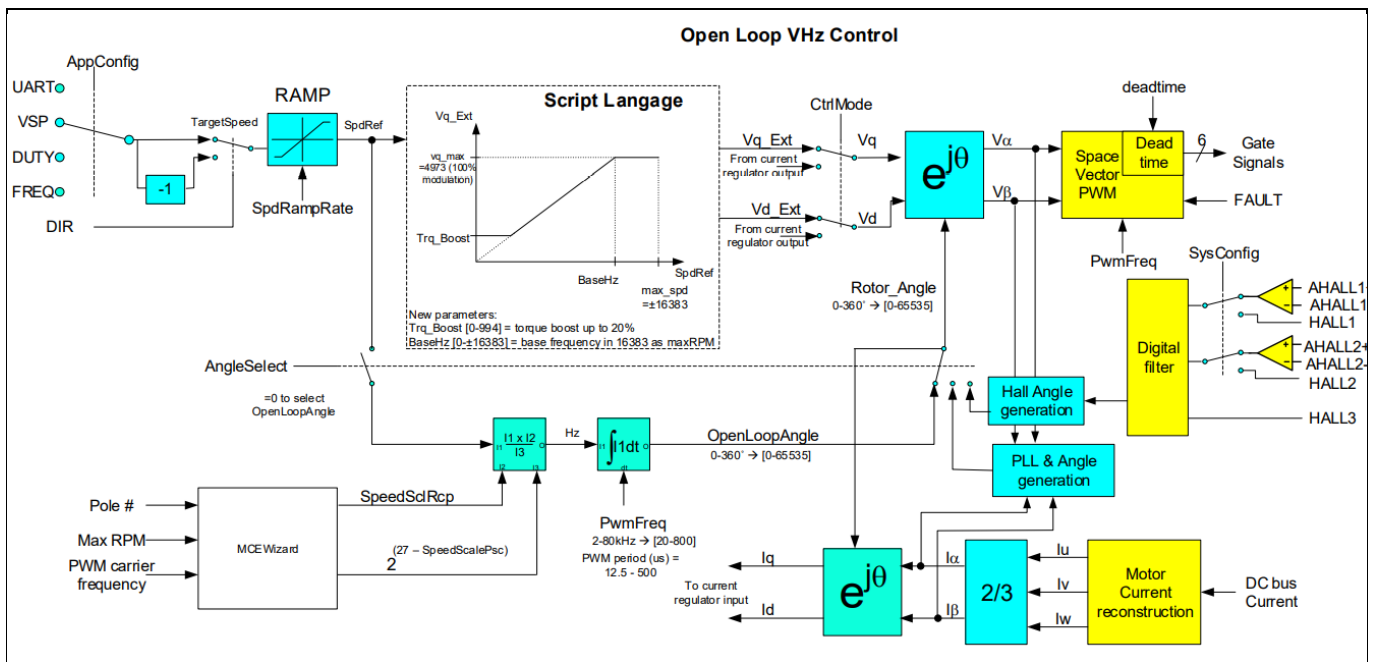 Open Loop VHz Control
AppConfig
UART
VSP
DUTY
FREQ
DIR
-1
TargetSpeed
RAMP
SpdRef
SpdRampRate
Script Langage
Vq_Ext
vq_max
=4973 (100%
modulation)
Trq_Boost
BaseHz
SpdRef
max_spd
=±16383
New parameters:
Trq_Boost [0-994] = torque boost up to 20%
BaseHz [0-±16383] = base frequency in 16383 as maxRPM
CtrlMode
Vq_Ext
From current
regulator output
Vq
Vd_Ext
From current
regulator output
Vd
ejθ
Vα
Vβ
deadtime
Dead
time
Space
Vector
PWM
6
Gate
Signals
FAULT
PwmFreq
SysConfig
Rotor_Angle
0-360˚ → [0-65535]
+
-
AHALL1+
AHALL1-
HALL1
+
-
AHALL2+
AHALL2-
HALL2
HALL3
Digital
filter
Hall Angle
generation
PLL & Angle
generation
AngleSelect
=0 to select
OpenLoopAngle
I1 x I2
I3
I1
O
I2
I3
Hz
I1
∫I1dt
O
dt
OpenLoopAngle
0-360˚ → [0-65535]
PwmFreq
2-80kHz → [20-800]
PWM period (us) =
12.5 - 500
Pole #
Max RPM
PWM carrier
frequency
MCEWizard
SpeedSclRcp
(27 – SpeedScalePsc)
2
Iq
To current
regulator input
Id
ejθ
Iα
Iβ
2/3
Iu
Iv
Iw
Motor
Current
reconstruction
DC bus
Current